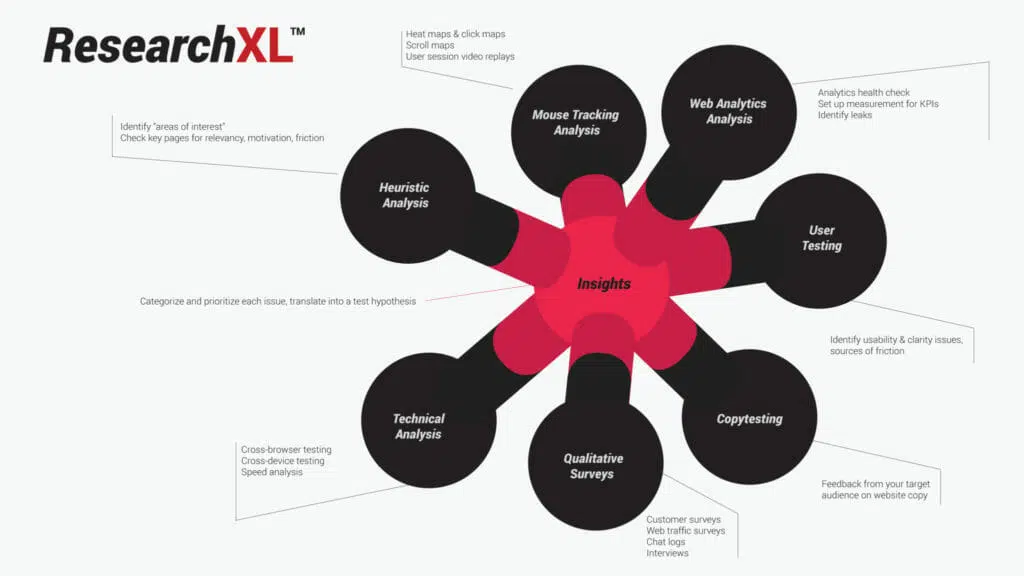 ResearchXL™
Heat maps & click maps
Scroll maps
User session video replays
Mouse Tracking
Analysis
Web Analytics
Analysis
Analytics health check
Set up measurement for KPIs
Identify leaks
Identify "areas of interest"
Check key pages for relevancy, motivation, friction
Heuristic
Analysis
User
Testing
Insights
Categorize and prioritize each issue, translate into a test hypothesis
Identify usability & clarity issues,
sources of friction
Technical
Analysis
Copytesting
Cross-browser testing
Cross-device testing
Speed analysis
Qualitative
Surveys
Feedback from your target
audience on website copy
Customer surveys
Web traffic surveys
Chat logs
Interviews